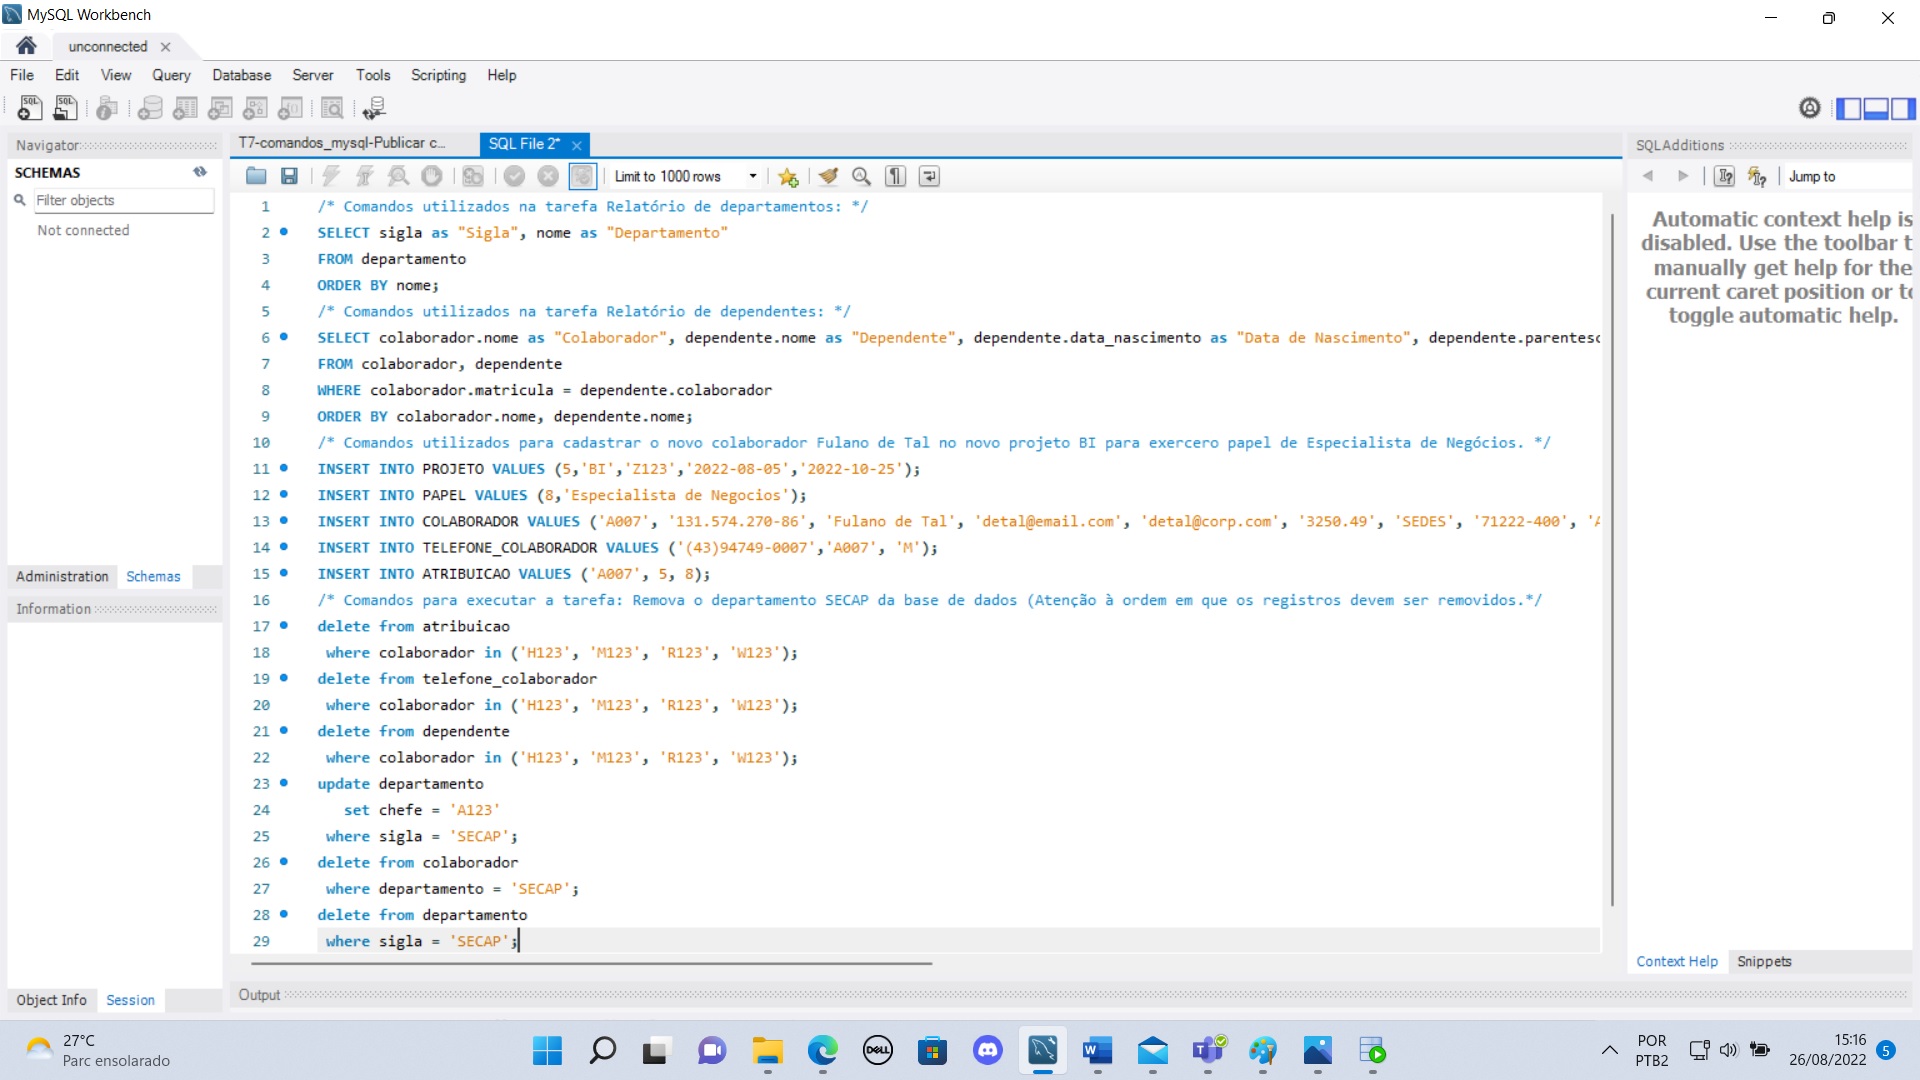 MySQL Workbench
unconnected
File Edit View Query Database Server Tools Scripting Help
SQL SQL
Navigator
SCHEMAS
Filter objects
Not connected
Administration Schemas
Information
Object Info Session
T7-comandos_mysql-Publicar c... SQL File 2*
Limit to 1000 rows
1 /* Comandos utilizados na tarefa Relatório de departamentos: */
2 SELECT sigla as "Sigla", nome as "Departamento"
3 FROM departamento
4 ORDER BY nome;
5 /* Comandos utilizados na tarefa Relatório de dependentes: */
6 SELECT colaborador.nome as "Colaborador", dependente.nome as "Dependente", dependente.data_nascimento as "Data de Nascimento", dependente.parentesc
7 FROM colaborador, dependente
8 WHERE colaborador.matricula = dependente.colaborador
9 ORDER BY colaborador.nome, dependente.nome;
10 /* Comandos utilizados para cadastrar o novo colaborador Fulano de Tal no novo projeto BI para exercero papel de Especialista de Negócios. */
11 INSERT INTO PROJETO VALUES (5,'BI','Z123','2022-08-05','2022-10-25');
12 INSERT INTO PAPEL VALUES (8,'Especialista de Negocios');
13 INSERT INTO COLABORADOR VALUES ('A007', '131.574.270-86', 'Fulano de Tal', 'detal@email.com', 'detal@corp.com', '3250.49', 'SEDES', '71222-400', 'A
14 INSERT INTO TELEFONE_COLABORADOR VALUES ('(43)94749-0007','A007', 'M');
15 INSERT INTO ATRIBUICAO VALUES ('A007', 5, 8);
16 /* Comandos para executar a tarefa: Remova o departamento SECAP da base de dados (Atenção à ordem em que os registros devem ser removidos.*/
17 delete from atribuicao
18 where colaborador in ('H123', 'M123', 'R123', 'W123');
19 delete from telefone_colaborador
20 where colaborador in ('H123', 'M123', 'R123', 'W123');
21 delete from dependente
22 where colaborador in ('H123', 'M123', 'R123', 'W123');
23 update departamento
24 set chefe = 'A123'
25 where sigla = 'SECAP';
26 delete from colaborador
27 where departamento = 'SECAP';
28 delete from departamento
29 where sigla = 'SECAP';
Output
SQLAdditions
Jump to
Automatic context help is
disabled. Use the toolbar t
manually get help for the
current caret position or to
toggle automatic help.
Context Help Snippets
27°C
Parc ensolarado
DELL
W
POR
PTB2
15:16
26/08/2022
5